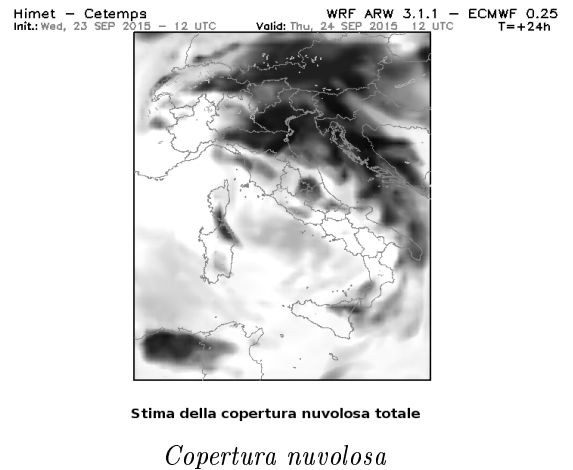 Himet – Cetemps WRF ARW 3.1.1 – ECMWF 0.25
Init.: Wed, 23 SEP 2015 – 12 UTC Valid: Thu, 24 SEP 2015 12 UTC T=+24h
Stima della copertura nuvolosa totale
Copertura nuvolosa